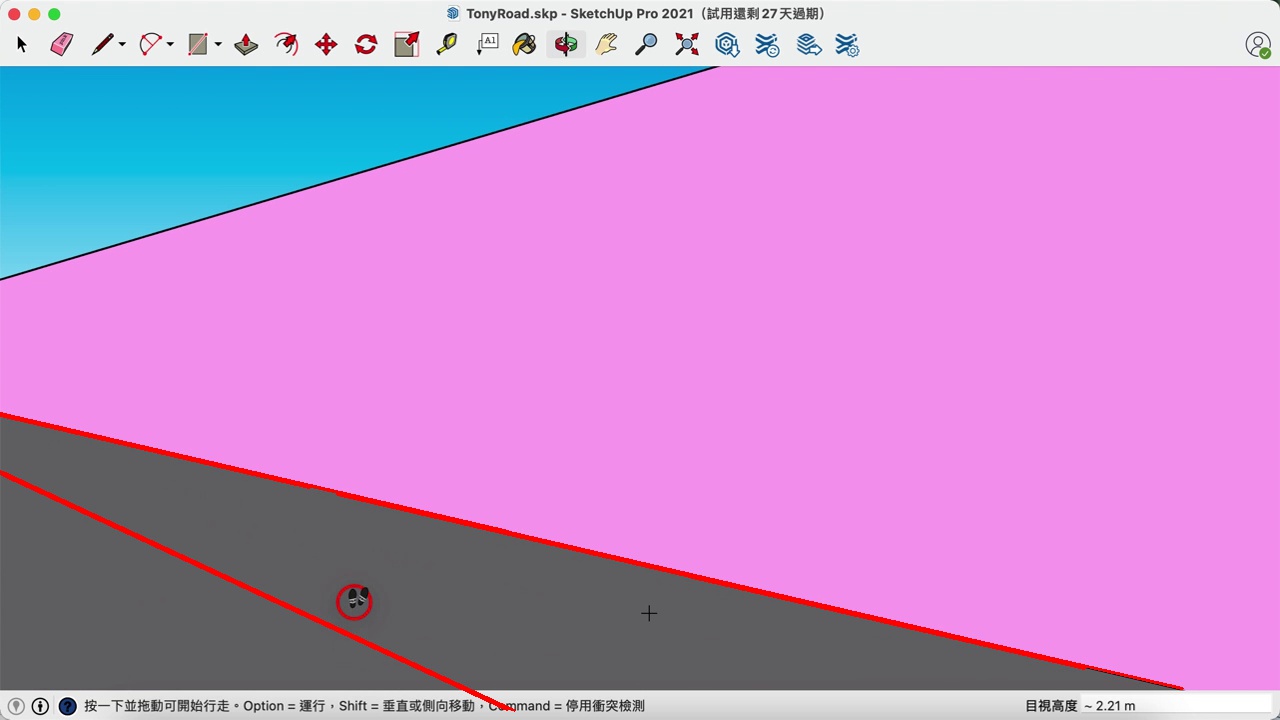 TonyRoad.skp - SketchUp Pro 2021（試用還剩 27 天過期）
A1
按一下並拖動可開始行走。Option = 運行，Shift = 垂直或側向移動，Command = 停用衝突檢測
目視高度 ~ 2.21 m